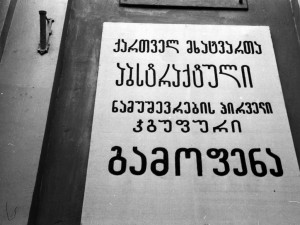 ქართველ მხატვართა
აბსტრაქტული
ნამუშევრების პირველი
ჯგუფური
გამოფენა